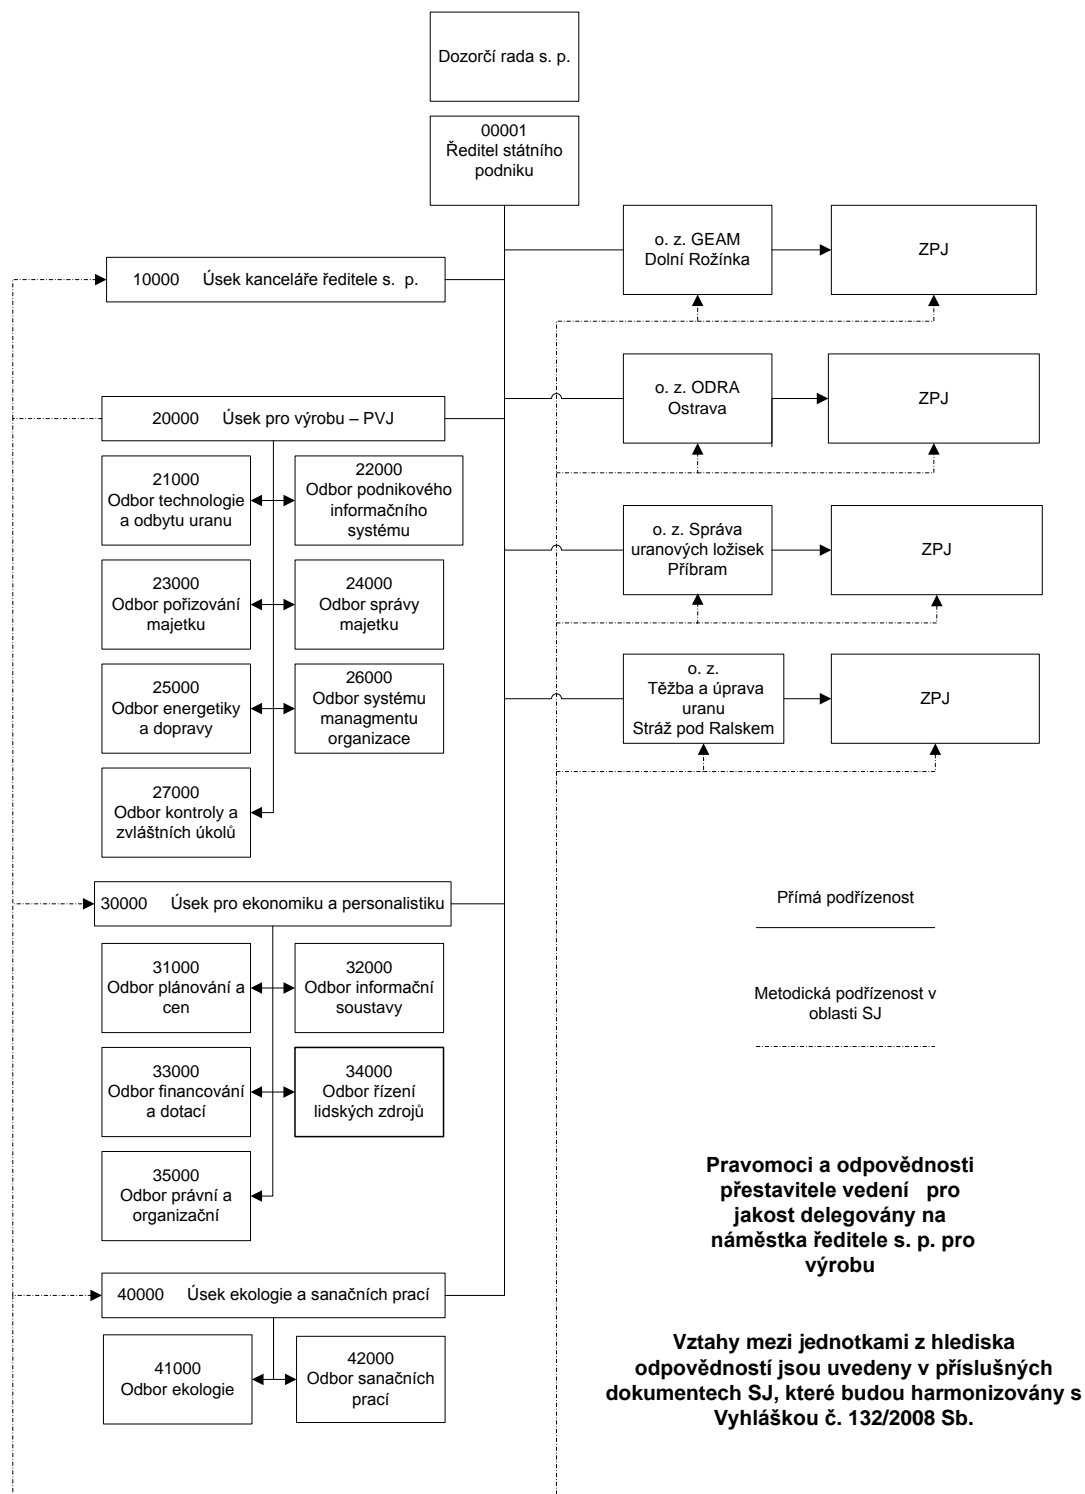 Dozorčí rada s. p.
00001
Ředitel státního
podniku
o. z. GEAM
Dolní Rožínka
ZPJ
10000 Úsek kanceláře ředitele s. p.
o. z. ODRA
Ostrava
ZPJ
20000 Úsek pro výrobu – PVJ
21000
Odbor technologie
a odbytu uranu
22000
Odbor podnikového
informačního
systému
o. z. Správa
uranových ložisek
Příbram
ZPJ
23000
Odbor pořizování
majetku
24000
Odbor správy
majetku
o. z.
Těžba a úprava
uranu
Stráž pod Ralskem
ZPJ
25000
Odbor energetiky
a dopravy
26000
Odbor systému
managmentu
organizace
27000
Odbor kontroly a
zvláštních úkolů
30000 Úsek pro ekonomiku a personalistiku
31000
Odbor plánování a
cen
32000
Odbor informační
soustavy
33000
Odbor financování
a dotací
34000
Odbor řízení
lidských zdrojů
35000
Odbor právní a
organizační
40000 Úsek ekologie a sanačních prací
41000
Odbor ekologie
42000
Odbor sanačních
prací
Přímá podřízenost
Metodická podřízenost v
oblasti SJ
Pravomoci a odpovědnosti
přestavitele vedení pro
jakost delegovány na
náměstka ředitele s. p. pro
výrobu
Vztahy mezi jednotkami z hlediska
odpovědností jsou uvedeny v příslušných
dokumentech SJ, které budou harmonizovány s
Vyhláškou č. 132/2008 Sb.